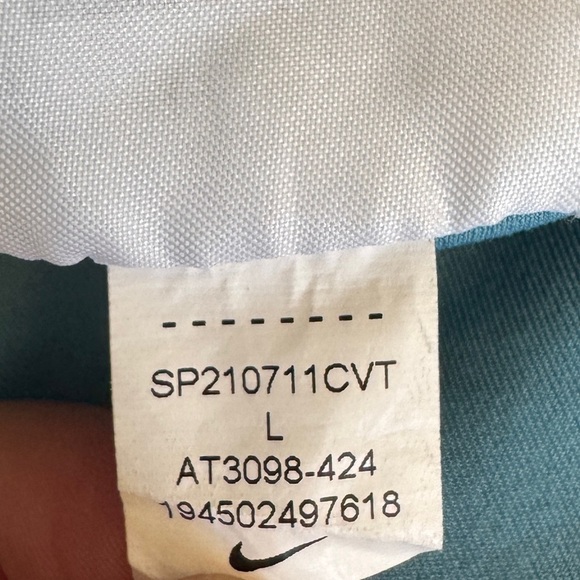 --------
SP210711CVT
L
AT3098-424
194502497618